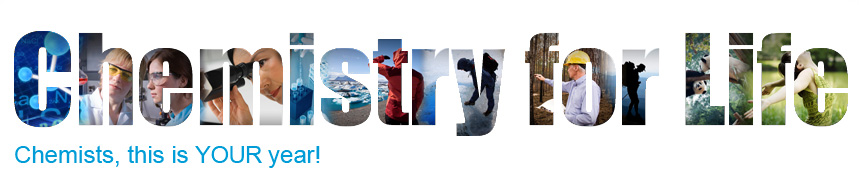 Chemistry for Life
Chemists, this is YOUR year!